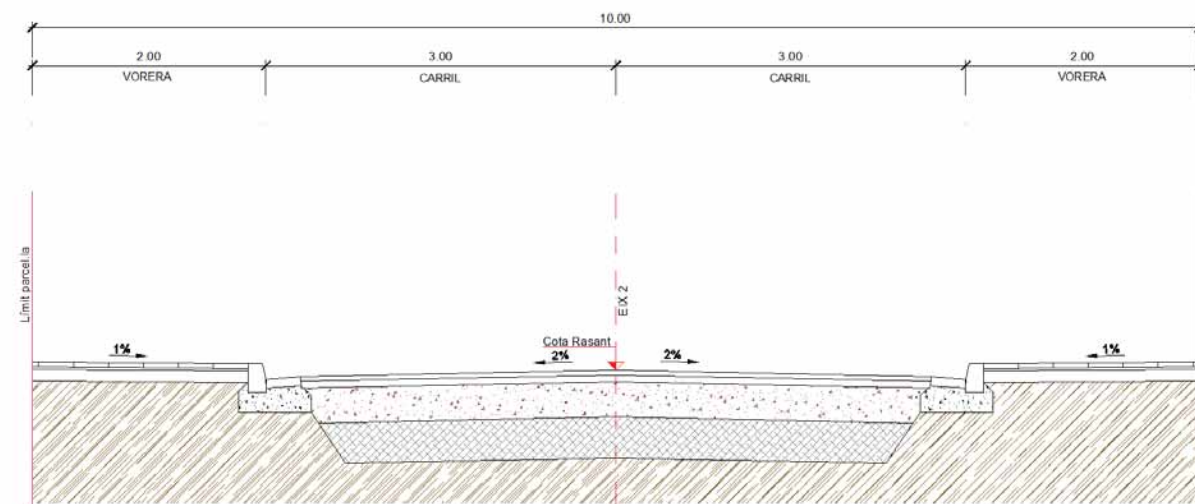 10.00
2.00 3.00 3.00 2.00
VORERA CARRIL CARRIL VORERA
Límit parcel.la
EIX 2
Cota Rasant
1% 2% 2% 1%